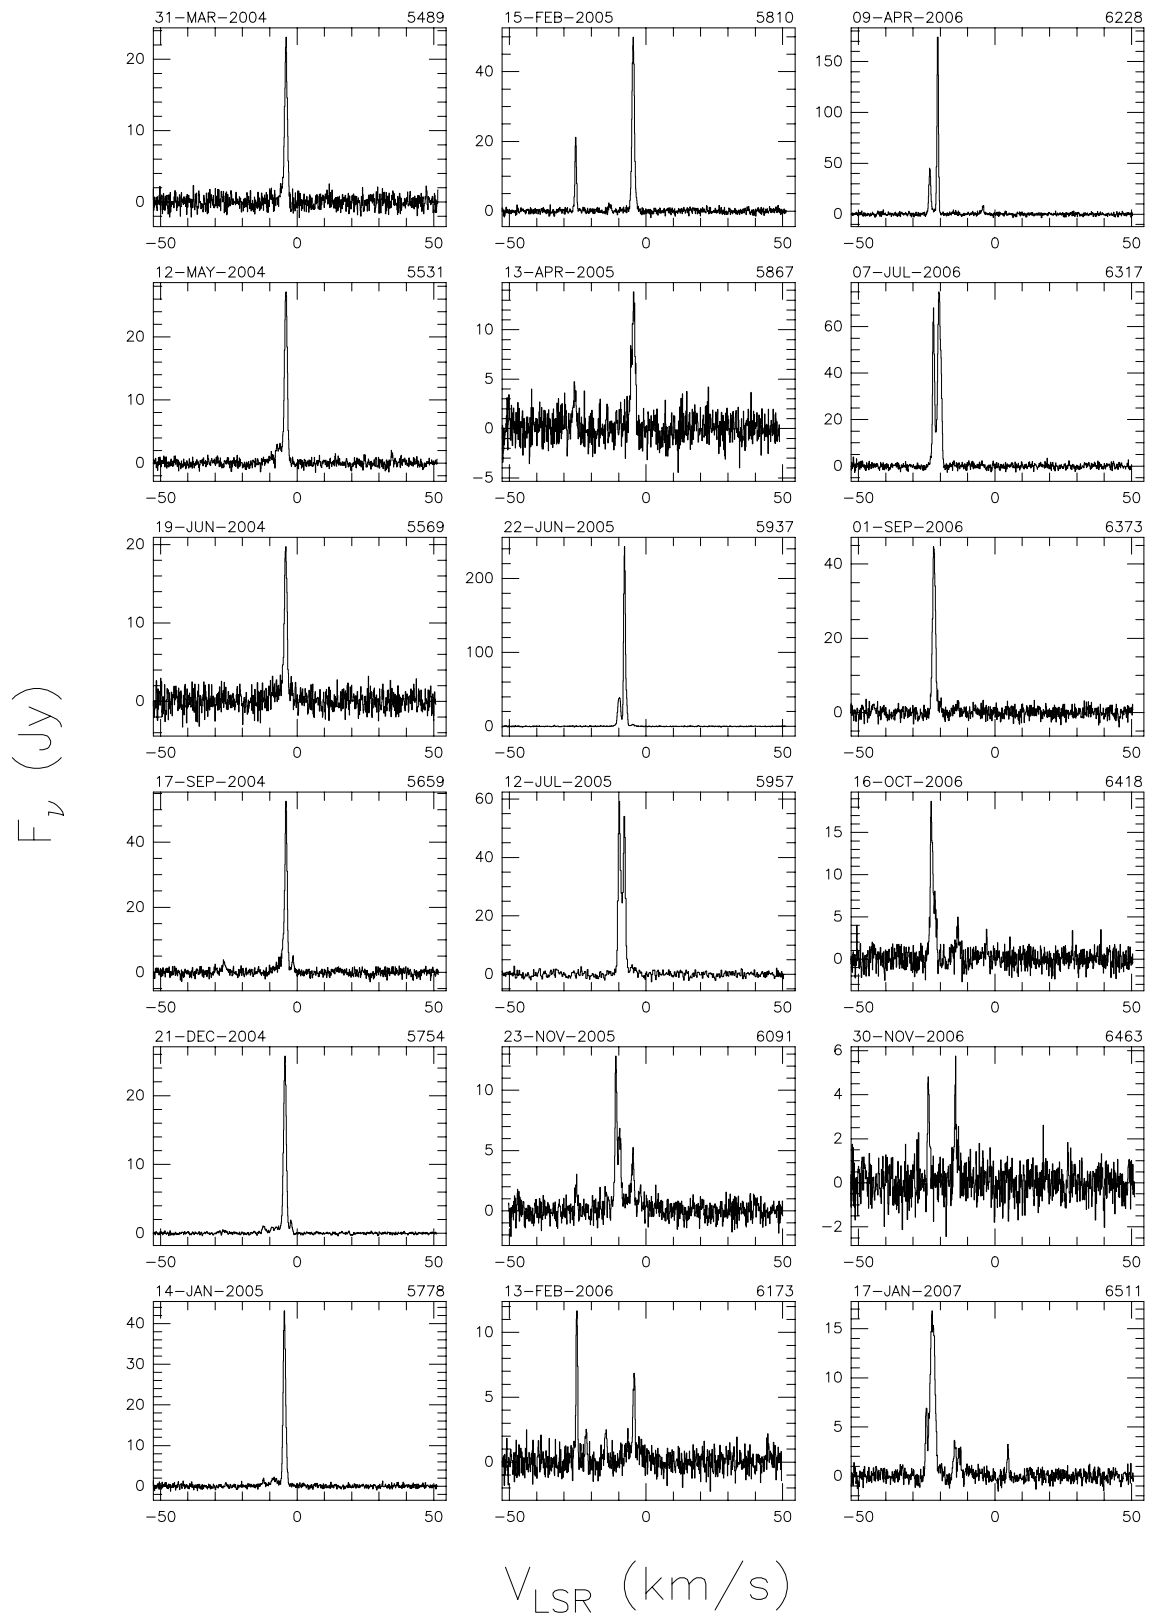 31-MAR-2004 5489
20
10
0
-50 0 50
12-MAY-2004 5531
20
10
0
-50 0 50
19-JUN-2004 5569
20
10
0
-50 0 50
17-SEP-2004 5659
40
20
0
-50 0 50
21-DEC-2004 5754
20
10
0
-50 0 50
14-JAN-2005 5778
40
30
20
10
0
-50 0 50
15-FEB-2005 5810
40
20
0
-50 0 50
13-APR-2005 5867
10
5
0
-5
-50 0 50
22-JUN-2005 5937
200
100
0
-50 0 50
12-JUL-2005 5957
60
40
20
0
-50 0 50
23-NOV-2005 6091
10
5
0
-50 0 50
13-FEB-2006 6173
10
5
0
-50 0 50
09-APR-2006 6228
150
100
50
0
-50 0 50
07-JUL-2006 6317
60
40
20
0
-50 0 50
01-SEP-2006 6373
40
20
0
-50 0 50
16-OCT-2006 6418
15
10
5
0
-50 0 50
30-NOV-2006 6463
6
4
2
0
-2
-50 0 50
17-JAN-2007 6511
15
10
5
0
-50 0 50
Fν (Jy)
VLSR (km/s)